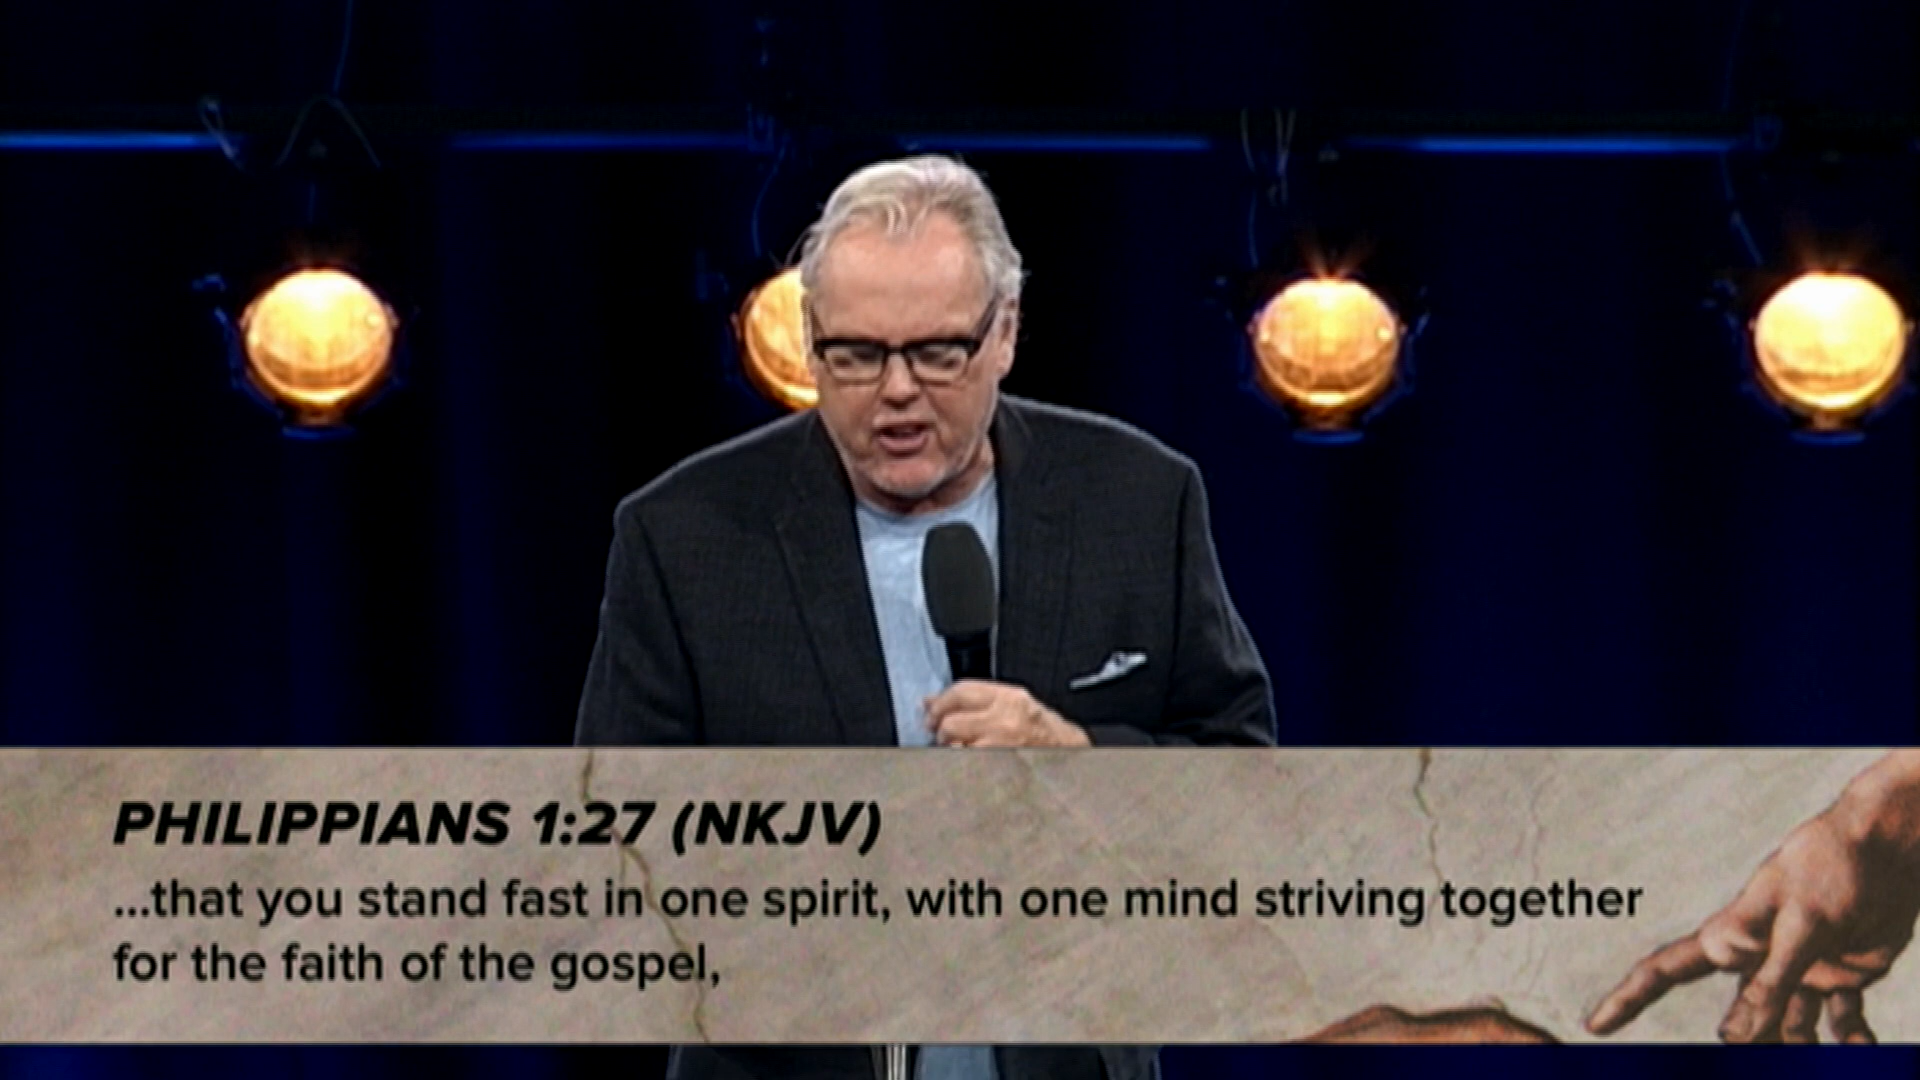 PHILIPPIANS 1:27 (NKJV)
...that you stand fast in one spirit, with one mind striving together
for the faith of the gospel,